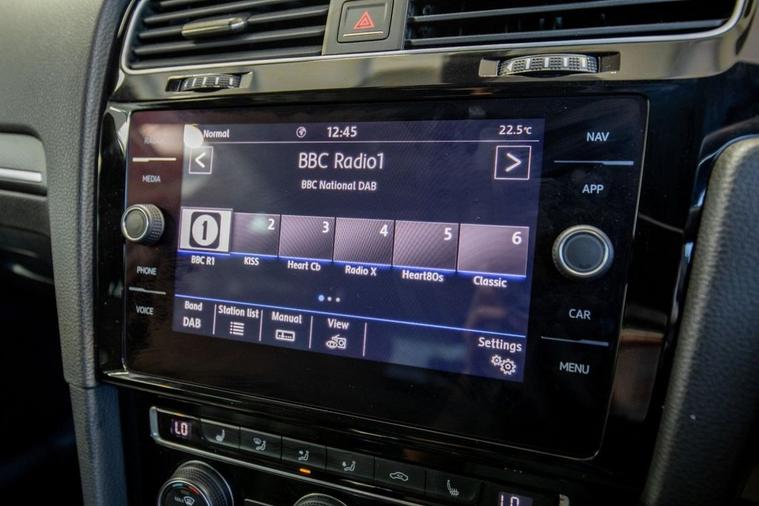 Normal 12:45 22.5°C
NAV
< BBC Radio1 >
MEDIA
APP
BBC National DAB
1 2 3 4 5 6
BBC R1 KISS Heart Cb Radio X Heart80s Classic
PHONE
VOICE
CAR
Band Station list Manual View Settings
DAB
MENU
LO
LO